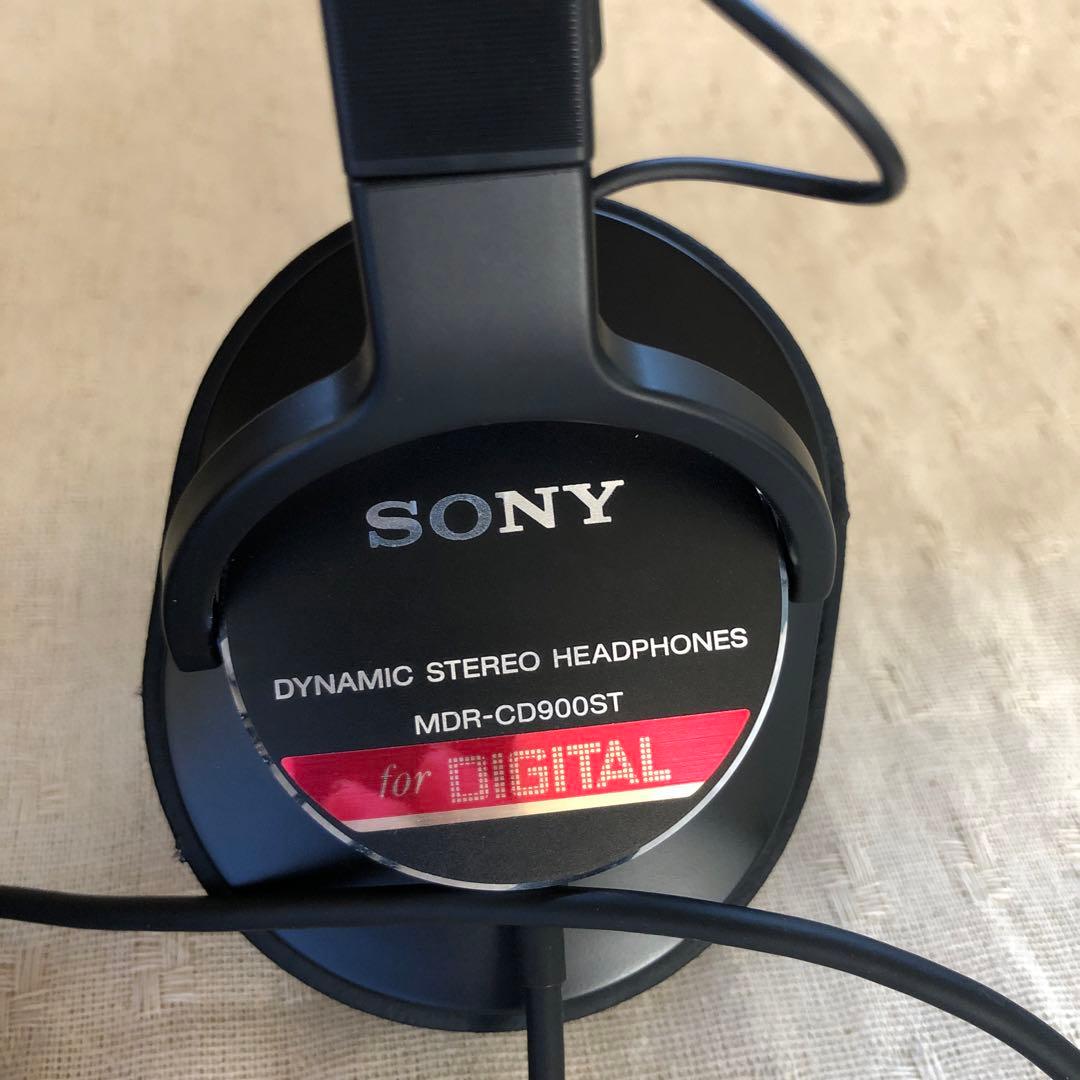 SONY
DYNAMIC STEREO HEADPHONES
MDR-CD900ST
for DIGITAL